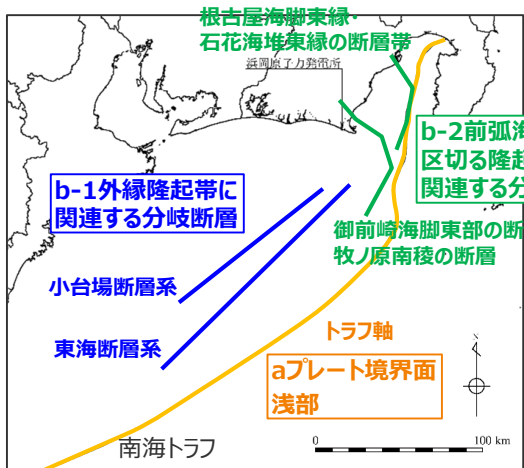 根古屋海脚東縁・
石花海堆東縁の断層帯
浜岡原子力発電所
b-2前弧海
区切る隆起
関連する分
b-1外縁隆起帯に
関連する分岐断層
御前崎海脚東部の断
牧ノ原南稜の断層
小台場断層系
東海断層系
トラフ軸
aプレート境界面
浅部
南海トラフ
N
0 100 km